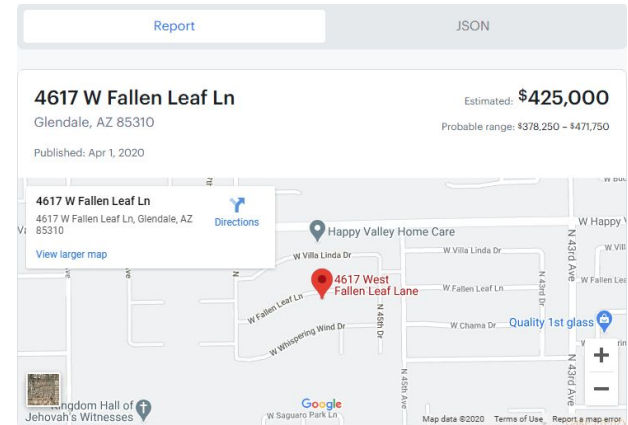 Report
JSON
4617 W Fallen Leaf Ln
Glendale, AZ 85310
Published: Apr 1, 2020
Estimated: $425,000
Probable range: $378,250 – $471,750
4617 W Fallen Leaf Ln
4617 W Fallen Leaf Ln, Glendale, AZ
85310
Directions
View larger map
W Happy
Happy Valley Home Care
W Villa Linda Dr
W Villa Linda Dr
W Vill
N 43rd Ave
4617 West
Fallen Leaf Lane
W Fallen Leaf Ln
N 43rd Dr
W Fallen Lea
W Fallen Leaf Ln
N 45th Dr
W Chama Dr
Quality 1st glass
W Whispering Wind Dr
N 45th Ave
N 43rd Ave
+
−
Kingdom Hall of
Jehovah's Witnesses
Google
W Saguaro Park Ln
Map data ©2020
Terms of Use
Report a map error